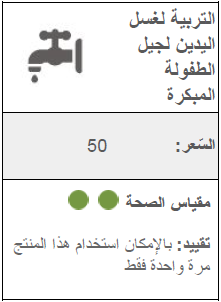 التربية لغسل
اليدين لجيل
الطفولة
المبكرة
السّعر: 50
مقياس الصحة
تقييد: بالإمكان استخدام هذا المنتج
مرة واحدة فقط